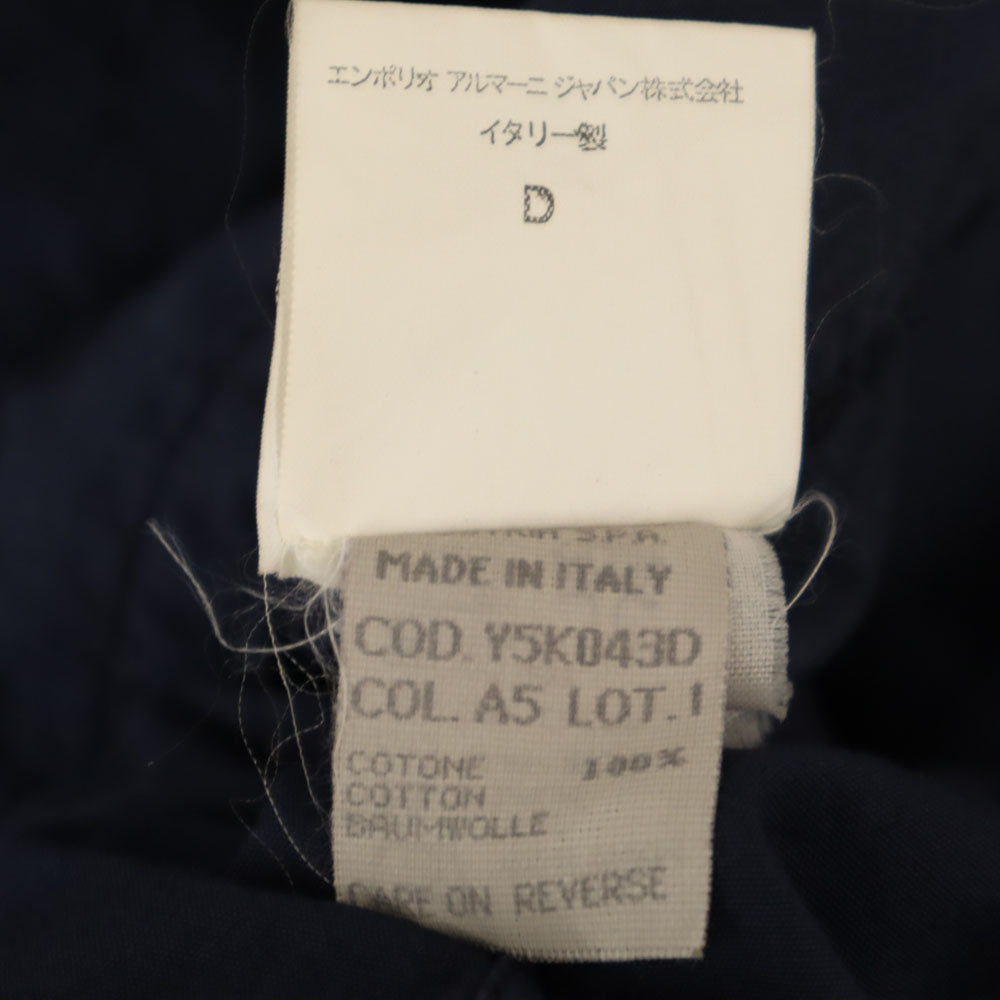 エンポリオ アルマーニ ジャパン株式会社
イタリー製
D
S.P.A.
MADE IN ITALY
COD. Y5K043D
COL. A5 LOT. 1
COTONE 100%
COTTON
BAUMWOLLE
CARE ON REVERSE